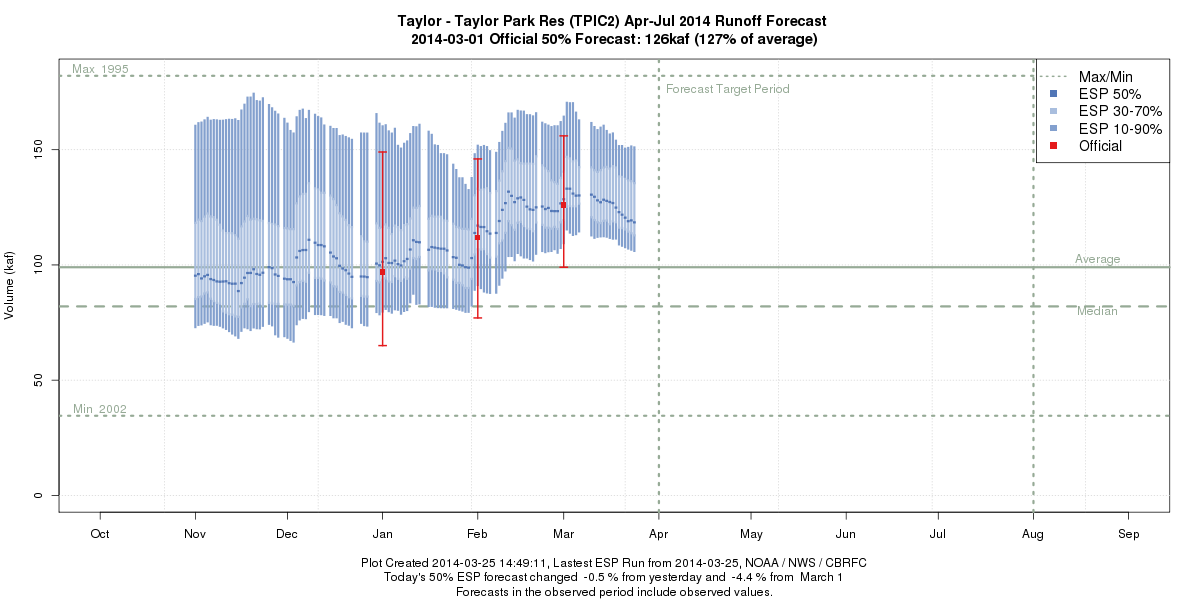 Taylor - Taylor Park Res (TPIC2) Apr-Jul 2014 Runoff Forecast
2014-03-01 Official 50% Forecast: 126kaf (127% of average)
Max 1995
Forecast Target Period
Max/Min
ESP 50%
ESP 30-70%
ESP 10-90%
Official
Average
Median
Min 2002
Volume (kaf)
150
100
50
0
Oct Nov Dec Jan Feb Mar Apr May Jun Jul Aug Sep
Plot Created 2014-03-25 14:49:11, Lastest ESP Run from 2014-03-25, NOAA / NWS / CBRFC
Today's 50% ESP forecast changed -0.5 % from yesterday and -4.4 % from March 1
Forecasts in the observed period include observed values.